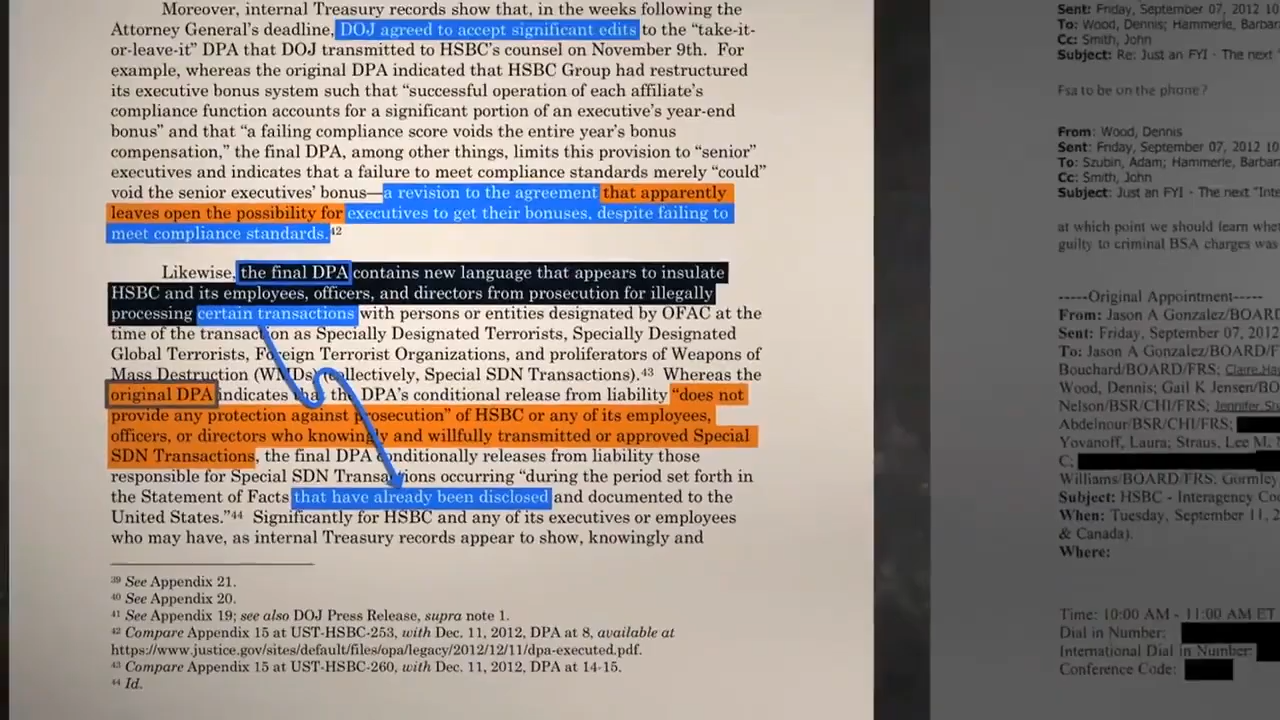 Moreover, internal Treasury records show that, in the weeks following the
Attorney General's deadline, DOJ agreed to accept significant edits to the “take-it-
or-leave-it” DPA that DOJ transmitted to HSBC's counsel on November 9th. For
example, whereas the original DPA indicated that HSBC Group had restructured
its executive bonus system such that “successful operation of each affiliate's
compliance function accounts for a significant portion of an executive's year-end
bonus” and that “a failing compliance score voids the entire year's bonus
compensation,” the final DPA, among other things, limits this provision to “senior”
executives and indicates that a failure to meet compliance standards merely “could”
void the senior executives' bonus—a revision to the agreement that apparently
leaves open the possibility for executives to get their bonuses, despite failing to
meet compliance standards.42
Likewise, the final DPA contains new language that appears to insulate
HSBC and its employees, officers, and directors from prosecution for illegally
processing certain transactions with persons or entities designated by OFAC at the
time of the transaction as Specially Designated Terrorists, Specially Designated
Global Terrorists, Foreign Terrorist Organizations, and proliferators of Weapons of
Mass Destruction (WMDs) (collectively, Special SDN Transactions).43 Whereas the
original DPA indicates that the DPA's conditional release from liability “does not
provide any protection against prosecution” of HSBC or any of its employees,
officers, or directors who knowingly and willfully transmitted or approved Special
SDN Transactions, the final DPA conditionally releases from liability those
responsible for Special SDN Transactions occurring “during the period set forth in
the Statement of Facts that have already been disclosed and documented to the
United States.”44 Significantly for HSBC and any of its executives or employees
who may have, as internal Treasury records appear to show, knowingly and
39 See Appendix 21.
40 See Appendix 20.
41 See Appendix 19; see also DOJ Press Release, supra note 1.
42 Compare Appendix 15 at UST-HSBC-253, with Dec. 11, 2012, DPA at 8, available at
https://www.justice.gov/sites/default/files/opa/legacy/2012/12/11/dpa-executed.pdf.
43 Compare Appendix 15 at UST-HSBC-260, with Dec. 11, 2012, DPA at 14-15.
44 Id.
Sent: Friday, September 07, 2012 10
To: Wood, Dennis; Hammerle, Barbar
Cc: Smith, John
Subject: Re: Just an FYI - The next
Fsa to be on the phone?
From: Wood, Dennis
Sent: Friday, September 07, 2012 10
To: Szubin, Adam; Hammerle, Barbar
Cc: Smith, John
Subject: Just an FYI - The next "Inte
at which point we should learn whe
guilty to criminal BSA charges was
-----Original Appointment-----
From: Jason A Gonzalez/BOARD
Sent: Friday, September 07, 2012
To: Jason A Gonzalez/BOARD/F
Bouchard/BOARD/FRS; Claire
Wood, Dennis; Gail K Jensen/BO
Nelson/BSR/CHI/FRS; Jennifer
Abdelnour/BSR/CHI/FRS;
Yovanoff, Laura; Straus, Lee M.
C;
Williams/BOARD/FRS; Gormley
Subject: HSBC - Interagency Co
When: Tuesday, September 11, 2
& Canada).
Where:
Time: 10:00 AM - 11:00 AM ET
Dial in Number:
International Dial in Number:
Conference Code: